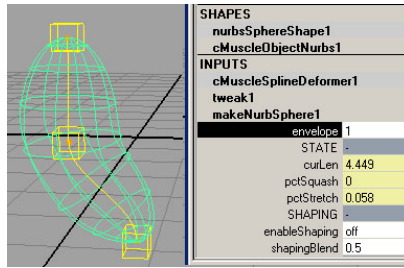 SHAPES
nurbsSphereShape1
cMuscleObjectNurbs1
INPUTS
cMuscleSplineDeformer1
tweak1
makeNurbSphere1
envelope 1
STATE -
curLen 4.449
pctSquash 0
pctStretch 0.058
SHAPING -
enableShaping off
shapingBlend 0.5